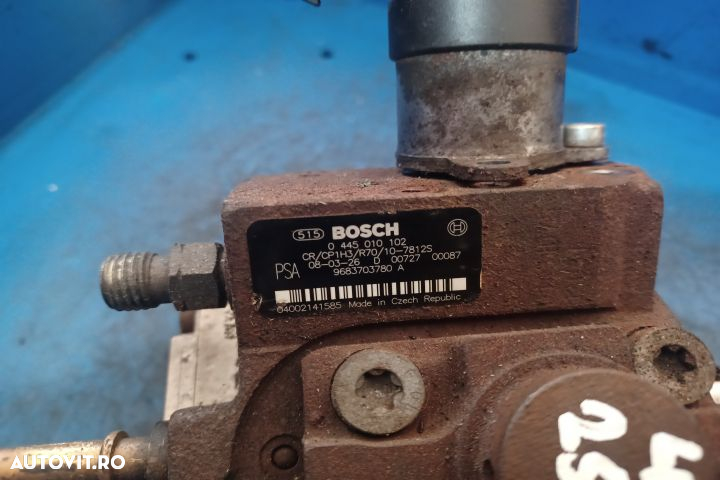 515 BOSCH
0 445 010 102
CR/CP1H3/R70/10-7812S
PSA 08-03-26 D 00727 00087
9683703780 A
04002141585 Made in Czech Republic
AUTOVIT.RO